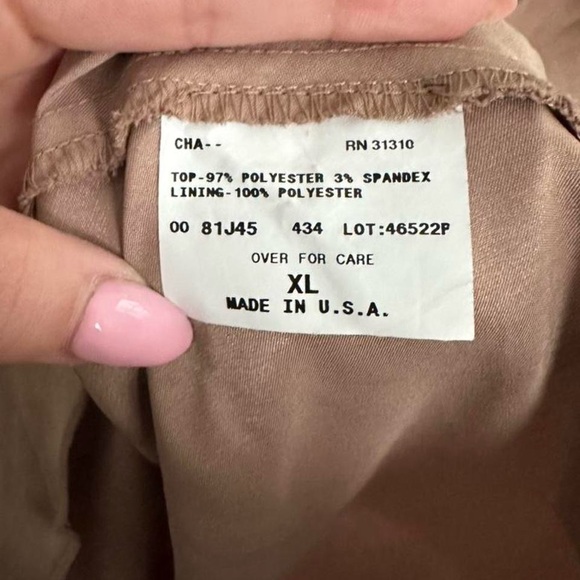 CHA-- RN 31310
TOP-97% POLYESTER 3% SPANDEX
LINING-100% POLYESTER
00 81J45 434 LOT:46522P
OVER FOR CARE
XL
MADE IN U.S.A.